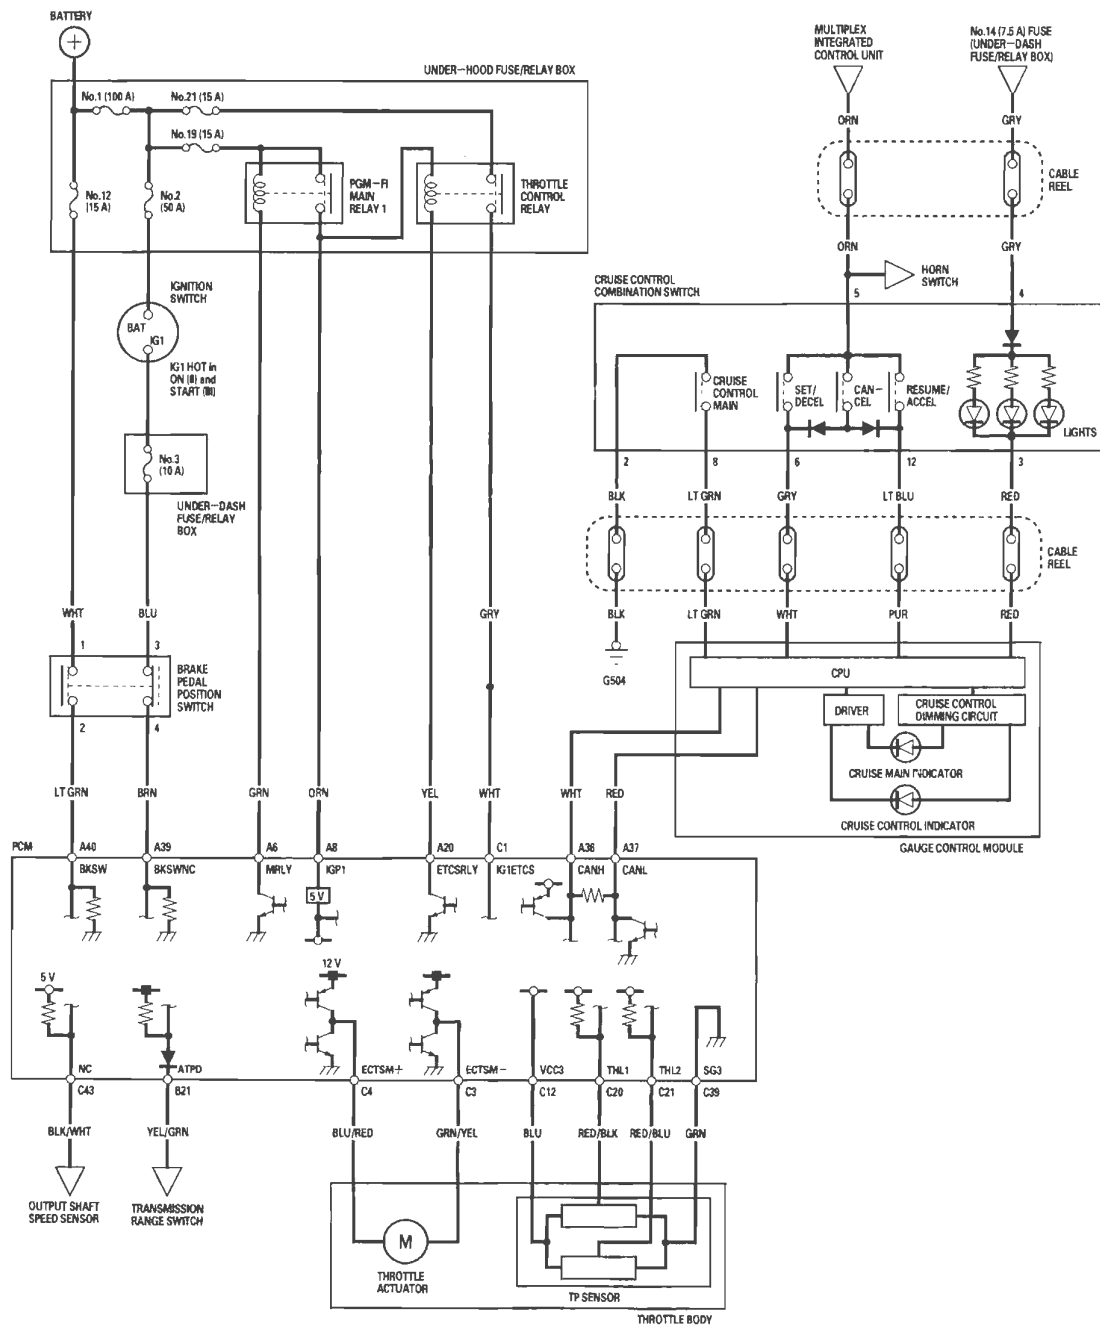 BATTERY
+
UNDER-HOOD FUSE/RELAY BOX
No.1 (100 A)
No.21 (15 A)
No.19 (15 A)
No.12
(15 A)
No.2
(50 A)
PGM-FI
MAIN
RELAY 1
THROTTLE
CONTROL
RELAY
IGNITION
SWITCH
BAT
IG1
IG1 HOT in
ON (II) and
START (III)
No.3
(10 A)
UNDER-DASH
FUSE/RELAY
BOX
WHT
BLU
GRY
1
3
BRAKE
PEDAL
POSITION
SWITCH
2
4
MULTIPLEX
INTEGRATED
CONTROL UNIT
No.14 (7.5 A) FUSE
(UNDER-DASH
FUSE/RELAY BOX)
ORN
GRY
CABLE
REEL
ORN
GRY
HORN
SWITCH
CRUISE CONTROL
COMBINATION SWITCH
5
4
CRUISE
CONTROL
MAIN
SET/
DECEL
CAN-
CEL
RESUME/
ACCEL
LIGHTS
2
8
6
12
3
BLK
LT GRN
GRY
LT BLU
RED
CABLE
REEL
BLK
LT GRN
WHT
PUR
RED
G504
CPU
DRIVER
CRUISE CONTROL
DIMMING CIRCUIT
CRUISE MAIN INDICATOR
CRUISE CONTROL INDICATOR
GAUGE CONTROL MODULE
LT GRN
BRN
GRN
ORN
YEL
WHT
WHT
RED
PCM
A40
A39
A6
A8
A20
C1
A36
A37
BKSW
BKSWNC
MRLY
IGP1
ETCSRLY
IG1ETCS
CANH
CANL
5 V
5 V
12 V
NC
ATPD
ECTSM+
ECTSM-
VCC3
THL1
THL2
SG3
C43
B21
C4
C3
C12
C20
C21
C39
BLK/WHT
YEL/GRN
BLU/RED
GRN/YEL
BLU
RED/BLK
RED/BLU
GRN
OUTPUT SHAFT
SPEED SENSOR
TRANSMISSION
RANGE SWITCH
M
THROTTLE
ACTUATOR
TP SENSOR
THROTTLE BODY